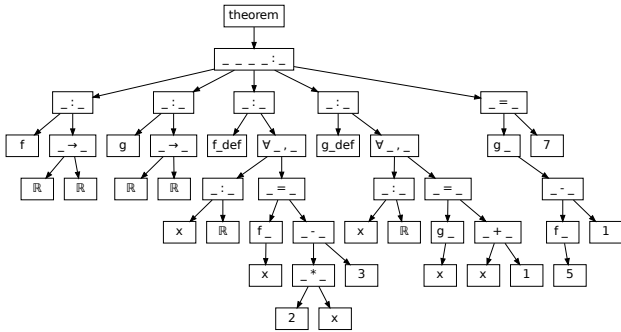 theorem
_ _ _ _ : _
_ : _ _ : _ _ : _ _ : _ _ = _
f _ → _ g _ → _ f_def ∀ _ , _ g_def ∀ _ , _ g _ 7
ℝ ℝ ℝ ℝ _ : _ _ = _ _ : _ _ = _ _ - _
x ℝ f _ _ - _ x ℝ g _ _ + _ f _ 1
x _ * _ 3 x x 1 5
2 x